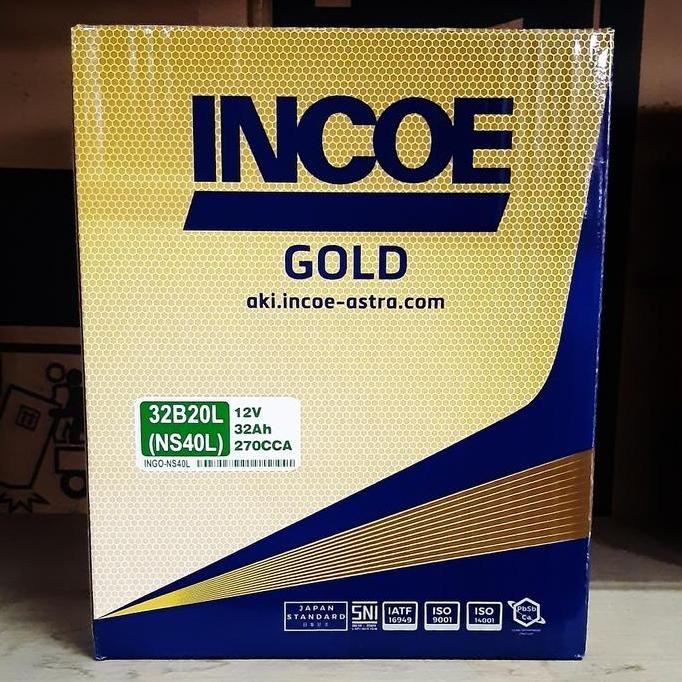 INCOE
GOLD
aki.incoe-astra.com
32B20L
(NS40L)
12V
32Ah
270CCA
INGO-NS40L
JAPAN
STANDARD
SNI
IATF
16949
ISO
9001
ISO
14001
PbSb
Ca